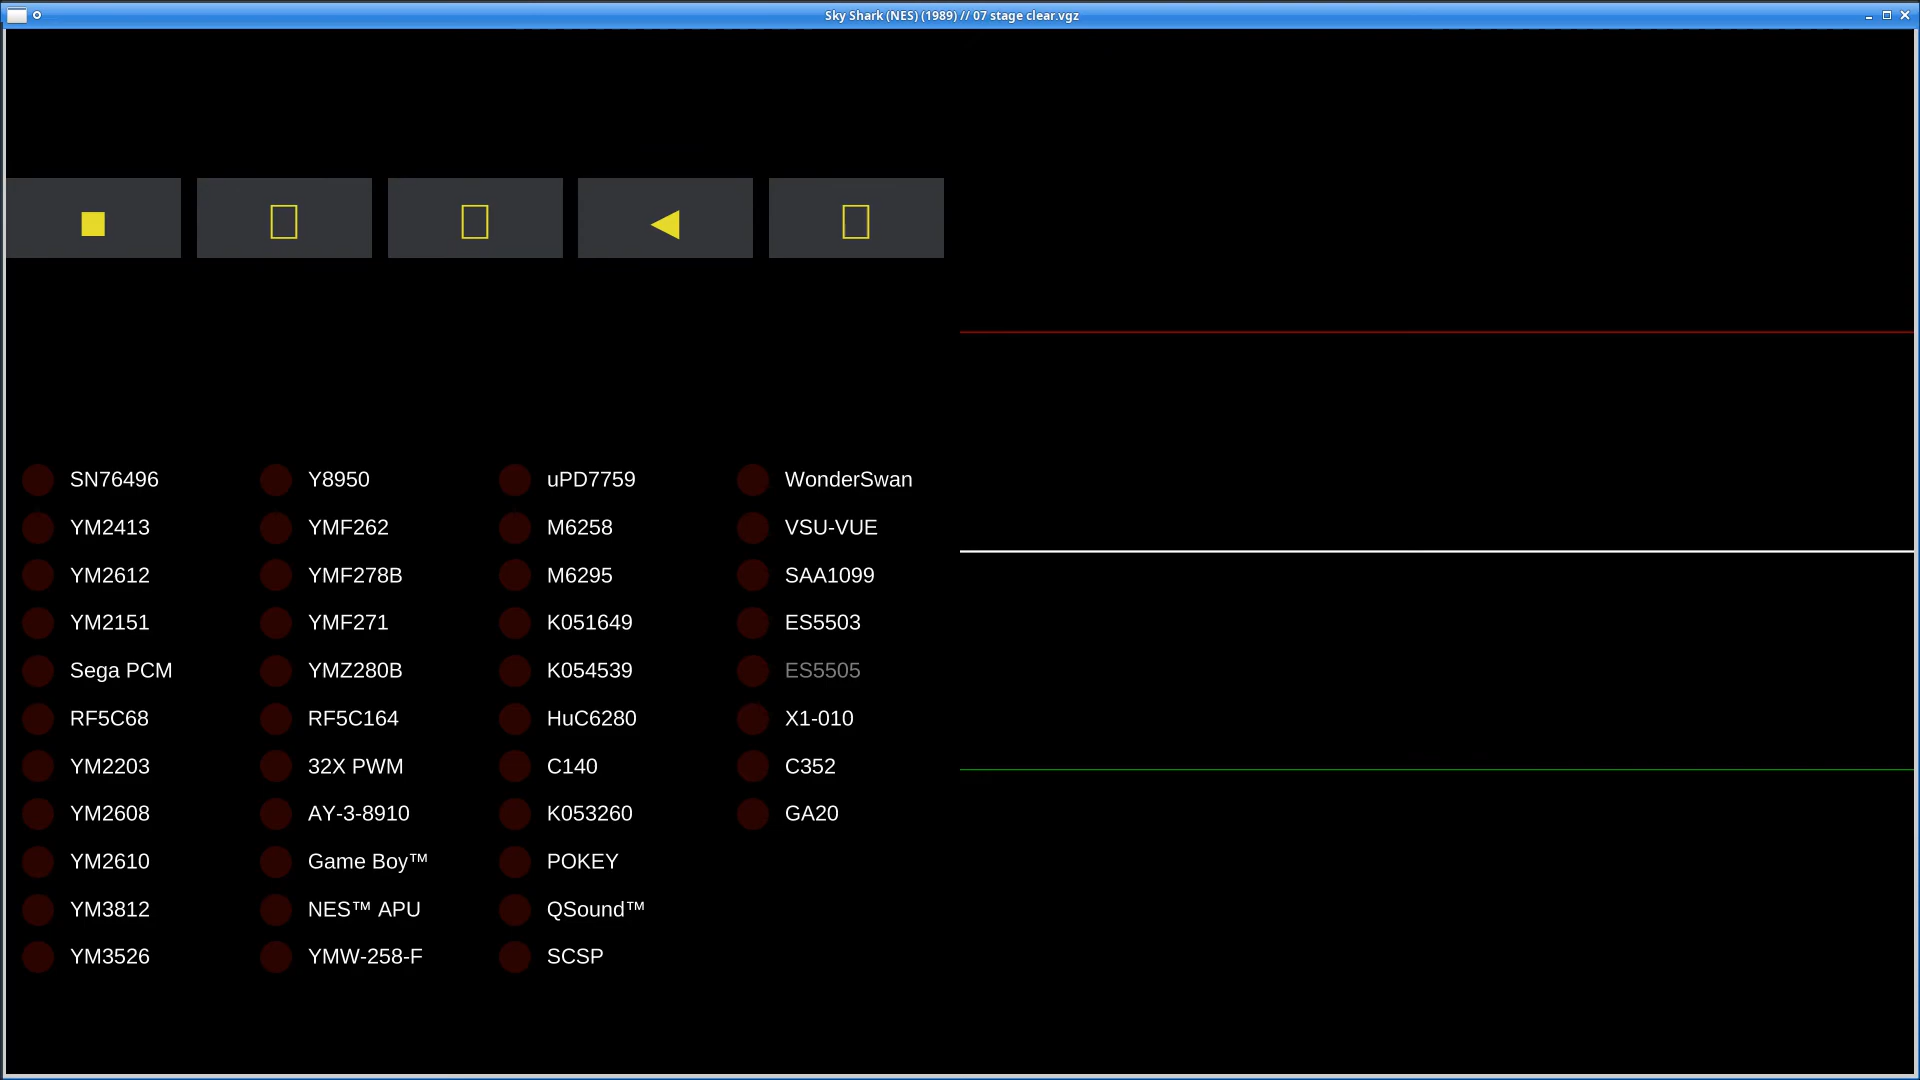 Sky Shark (NES) (1989) // 07 stage clear.vgz
SN76496
YM2413
YM2612
YM2151
Sega PCM
RF5C68
YM2203
YM2608
YM2610
YM3812
YM3526
Y8950
YMF262
YMF278B
YMF271
YMZ280B
RF5C164
32X PWM
AY-3-8910
Game Boy™
NES™ APU
YMW-258-F
uPD7759
M6258
M6295
K051649
K054539
HuC6280
C140
K053260
POKEY
QSound™
SCSP
WonderSwan
VSU-VUE
SAA1099
ES5503
ES5505
X1-010
C352
GA20